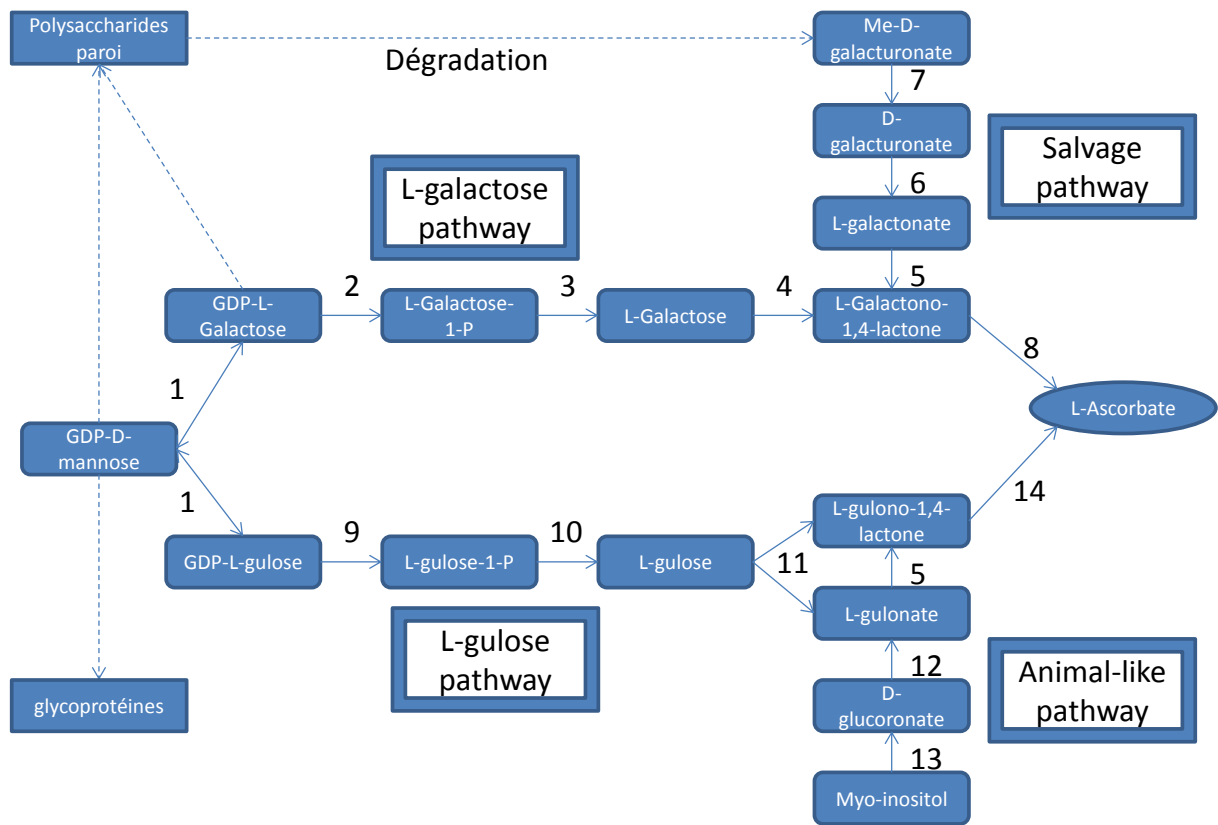 Polysaccharides
paroi
Dégradation
Me-D-
galacturonate
7
D-
galacturonate
6
L-galactonate
5
Salvage
pathway
L-galactose
pathway
GDP-L-
Galactose
2
L-Galactose-
1-P
3
L-Galactose
4
L-Galactono-
1,4-lactone
8
L-Ascorbate
1
GDP-D-
mannose
1
GDP-L-gulose
9
L-gulose-1-P
10
L-gulose
11
L-gulono-1,4-
lactone
14
5
L-gulonate
12
D-
glucoronate
13
Myo-inositol
L-gulose
pathway
Animal-like
pathway
glycoprotéines